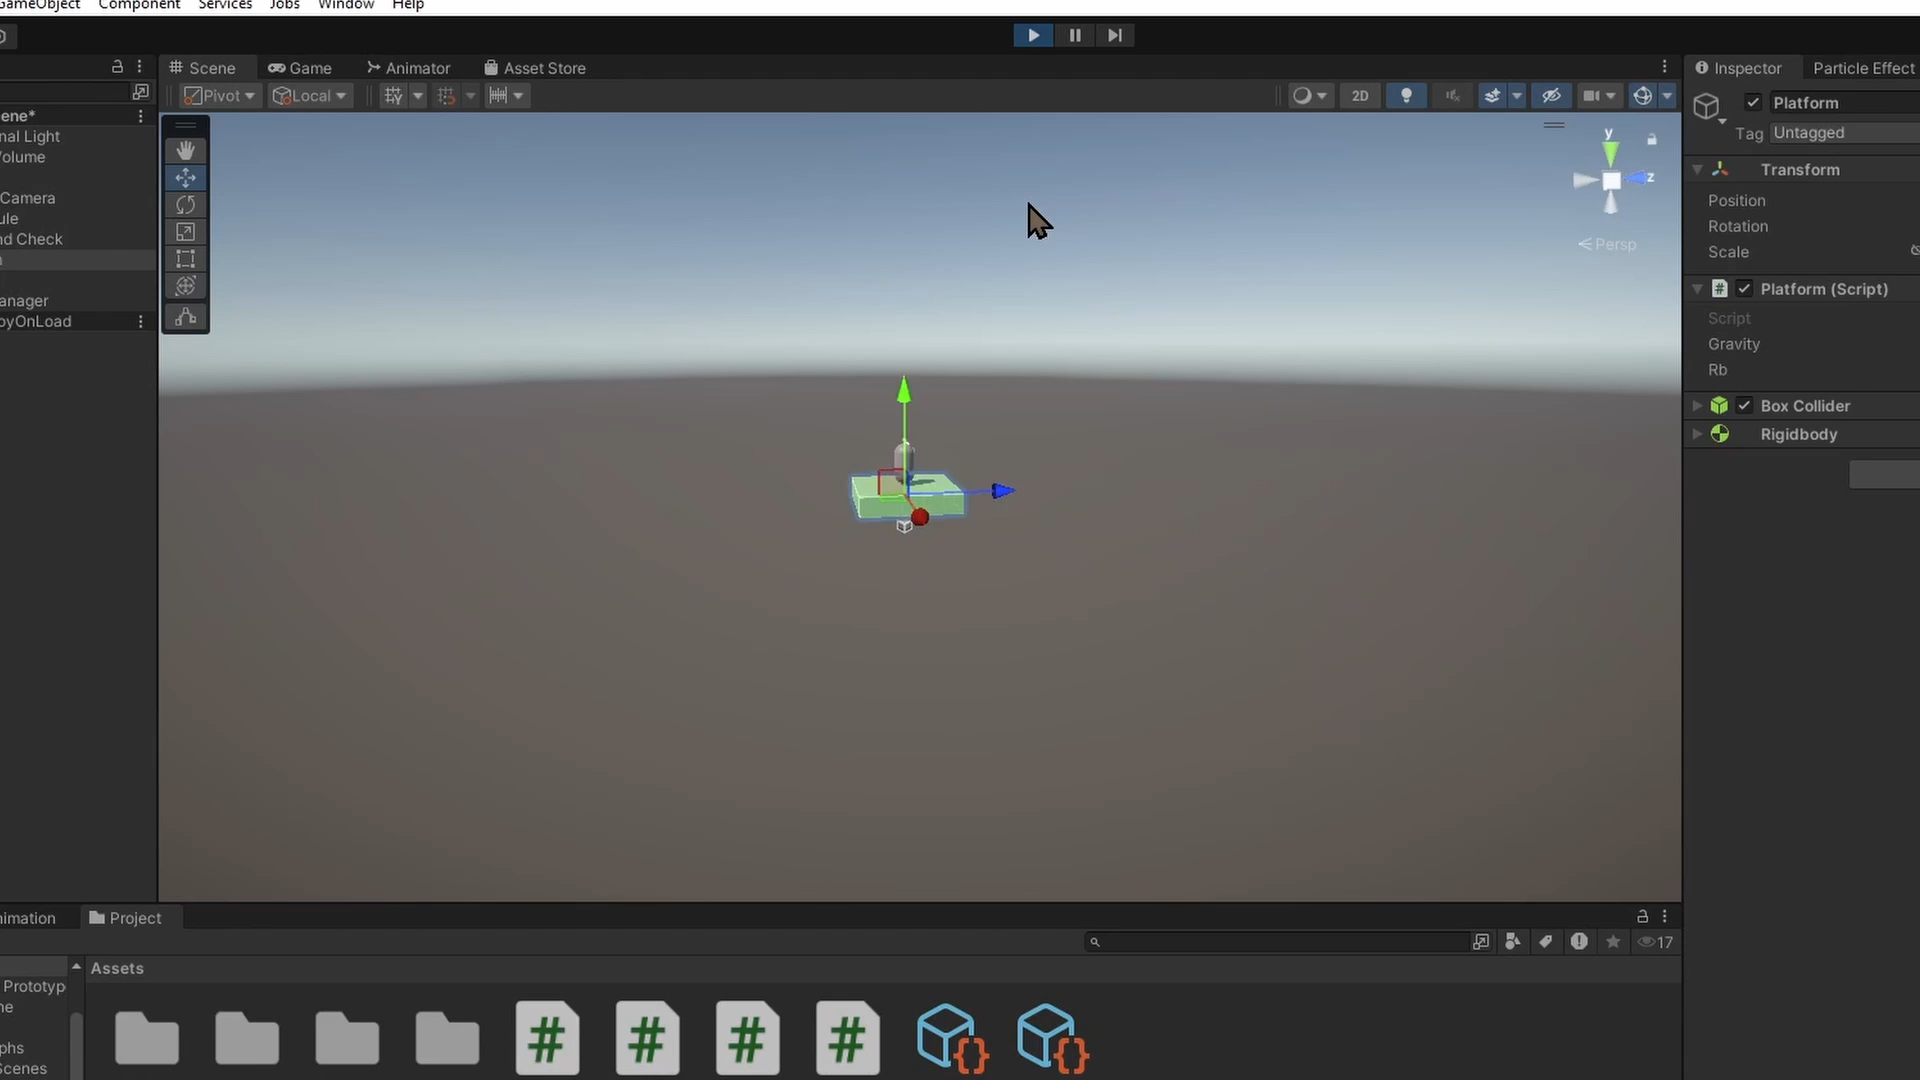 GameObject Component Services Jobs Window Help
Scene Game Animator Asset Store
Inspector Particle Effect
Pivot Local 2D
ene*
nal Light
Volume
Camera
ule
nd Check
n
anager
oyOnLoad
y
z
Persp
Platform
Tag Untagged
Transform
Position
Rotation
Scale
# Platform (Script)
Script
Gravity
Rb
Box Collider
Rigidbody
nimation Project
17
Assets
Prototyp
ne
phs
Scenes
# # # # {} {}